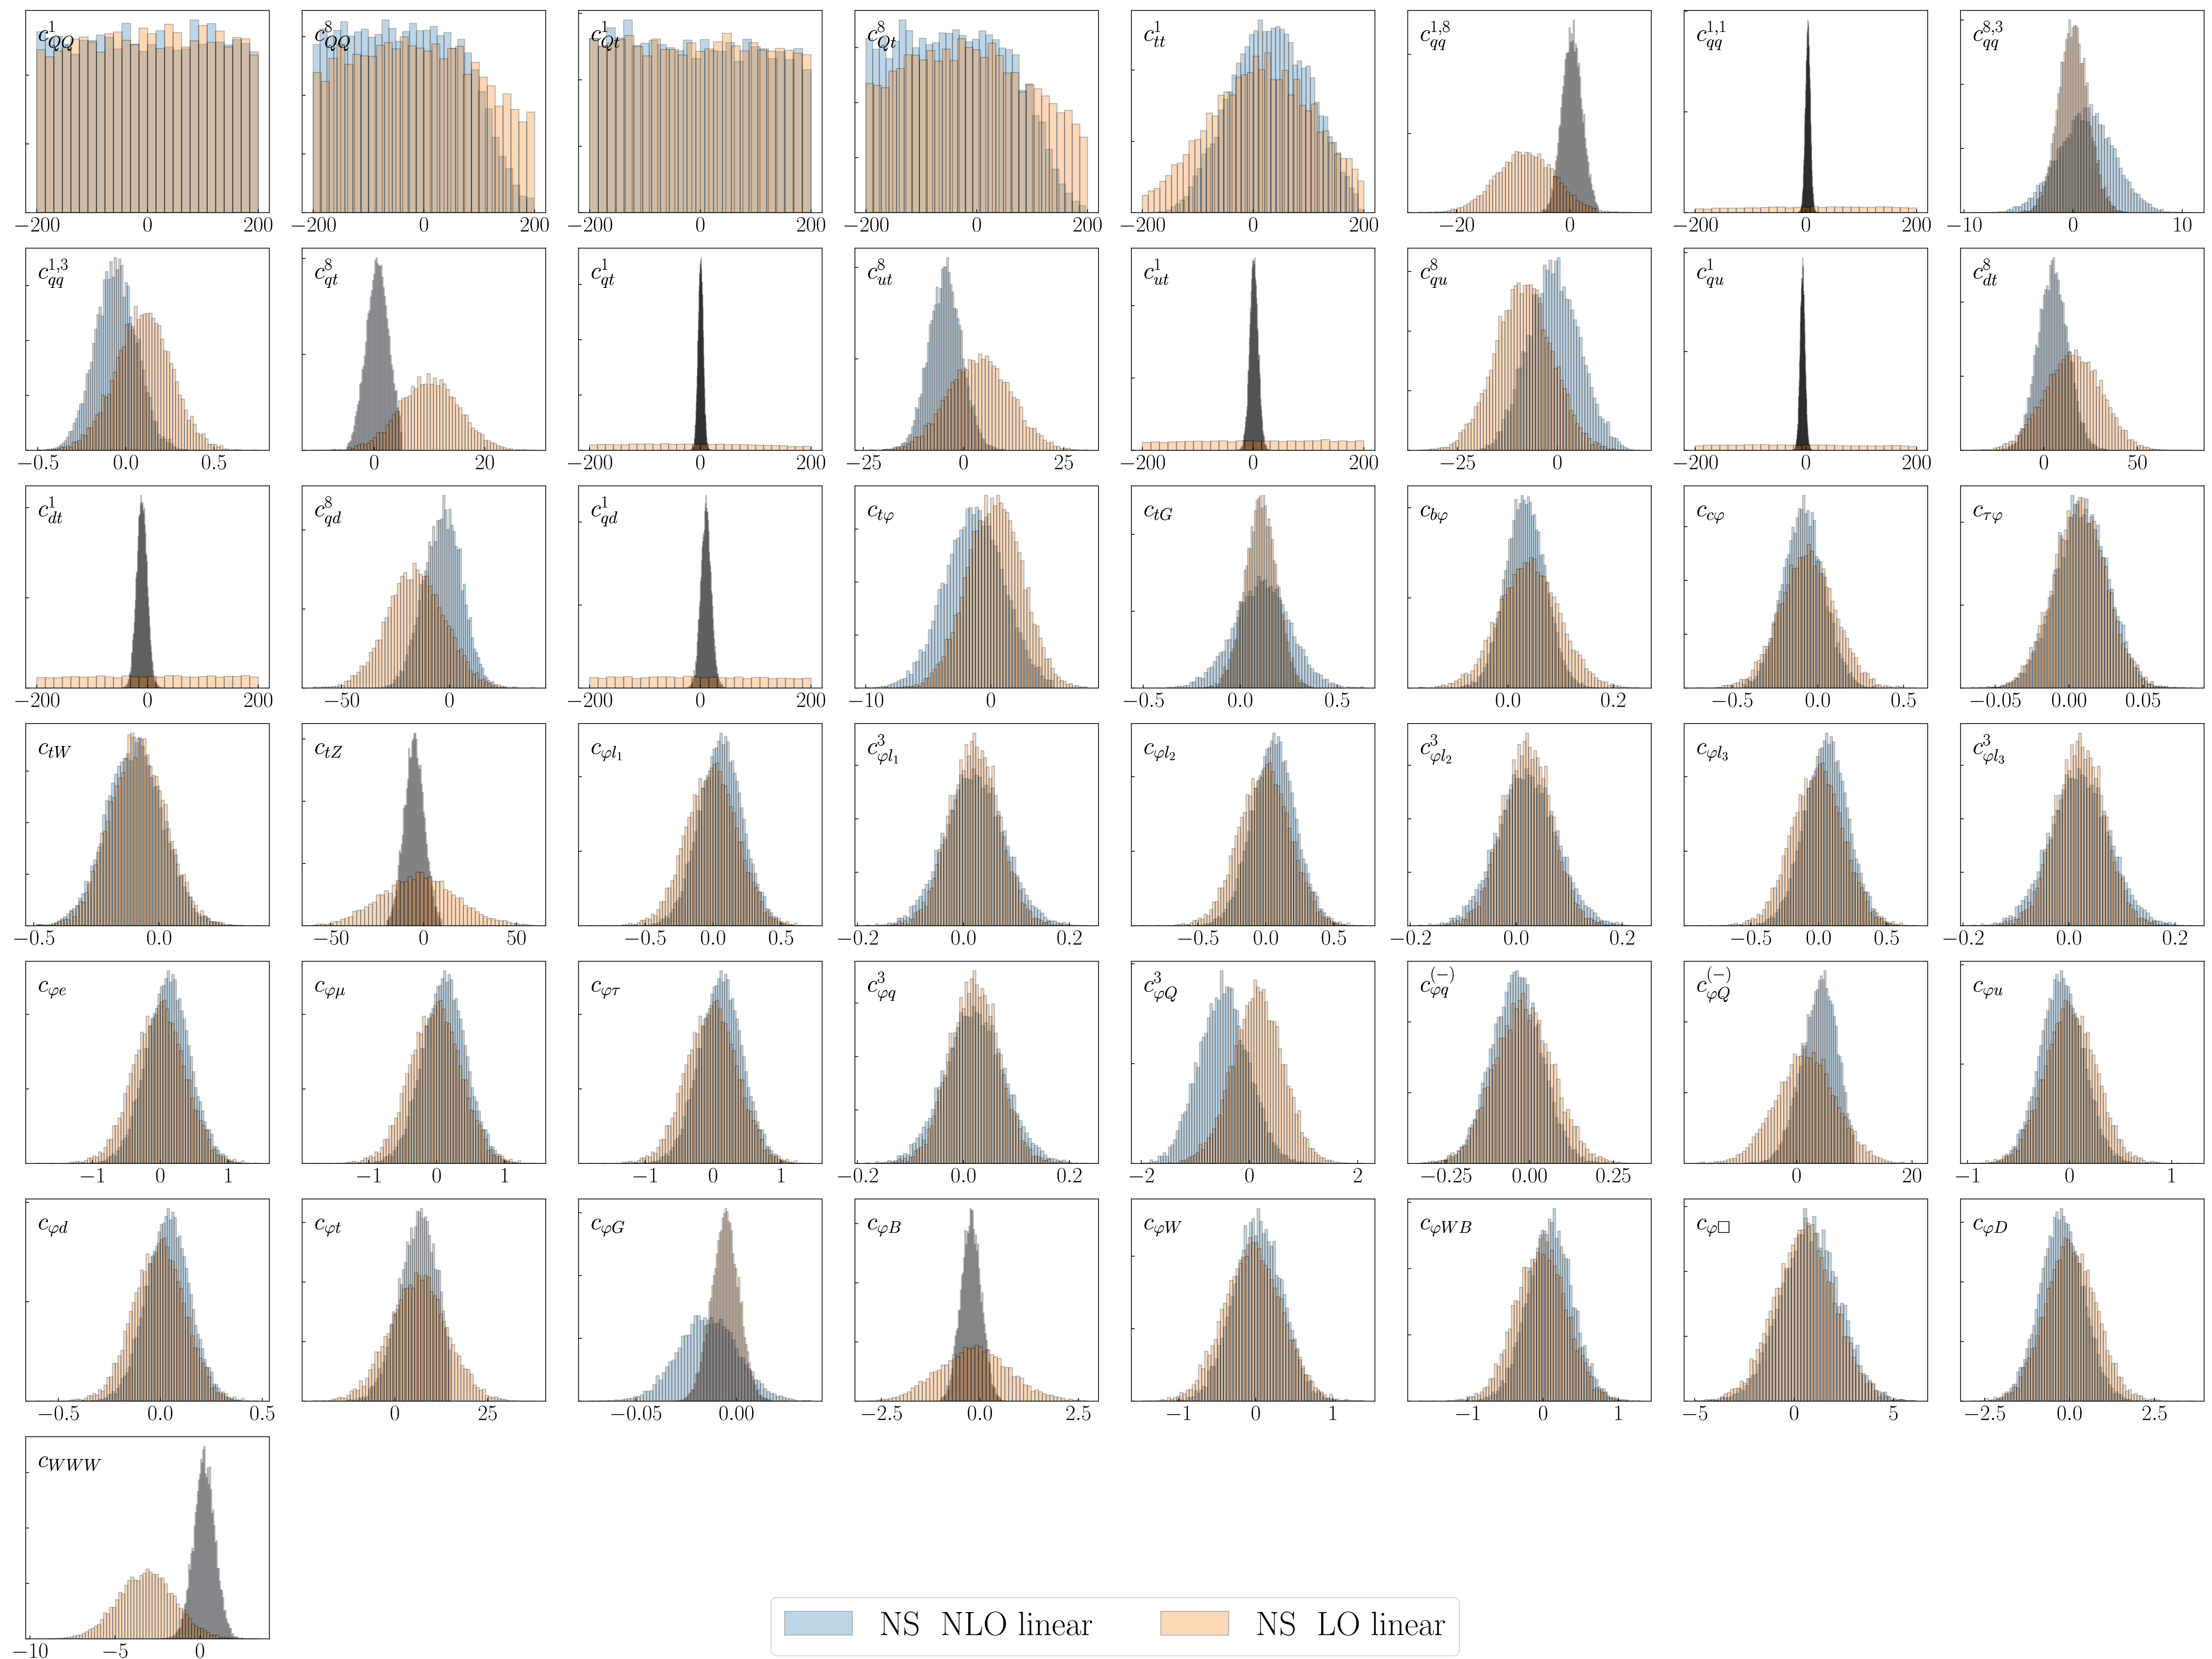 c^1_{QQ} c^8_{QQ} c^1_{Qt} c^8_{Qt} c^1_{tt} c^{1,8}_{qq} c^{1,1}_{qq} c^{8,3}_{qq}
−200 0 200 −200 0 200 −200 0 200 −200 0 200 −200 0 200 −20 0 −200 0 200 −10 0 10
c^{1,3}_{qq} c^8_{qt} c^1_{qt} c^8_{ut} c^1_{ut} c^8_{qu} c^1_{qu} c^8_{dt}
−0.5 0.0 0.5 0 20 −200 0 200 −25 0 25 −200 0 200 −25 0 −200 0 200 0 50
c^1_{dt} c^8_{qd} c^1_{qd} c_{tφ} c_{tG} c_{bφ} c_{cφ} c_{τφ}
−200 0 200 −50 0 −200 0 200 −10 0 −0.5 0.0 0.5 0.0 0.2 −0.5 0.0 0.5 −0.05 0.00 0.05
c_{tW} c_{tZ} c_{φl_1} c^3_{φl_1} c_{φl_2} c^3_{φl_2} c_{φl_3} c^3_{φl_3}
−0.5 0.0 −50 0 50 −0.5 0.0 0.5 −0.2 0.0 0.2 −0.5 0.0 0.5 −0.2 0.0 0.2 −0.5 0.0 0.5 −0.2 0.0 0.2
c_{φe} c_{φμ} c_{φτ} c^3_{φq} c^3_{φQ} c^{(−)}_{φq} c^{(−)}_{φQ} c_{φu}
−1 0 1 −1 0 1 −1 0 1 −0.2 0.0 0.2 −2 0 2 −0.25 0.00 0.25 0 20 −1 0 1
c_{φd} c_{φt} c_{φG} c_{φB} c_{φW} c_{φWB} c_{φ□} c_{φD}
−0.5 0.0 0.5 0 25 −0.05 0.00 −2.5 0.0 2.5 −1 0 1 −1 0 1 −5 0 5 −2.5 0.0 2.5
c_{WWW}
−10 −5 0
NS NLO linear NS LO linear